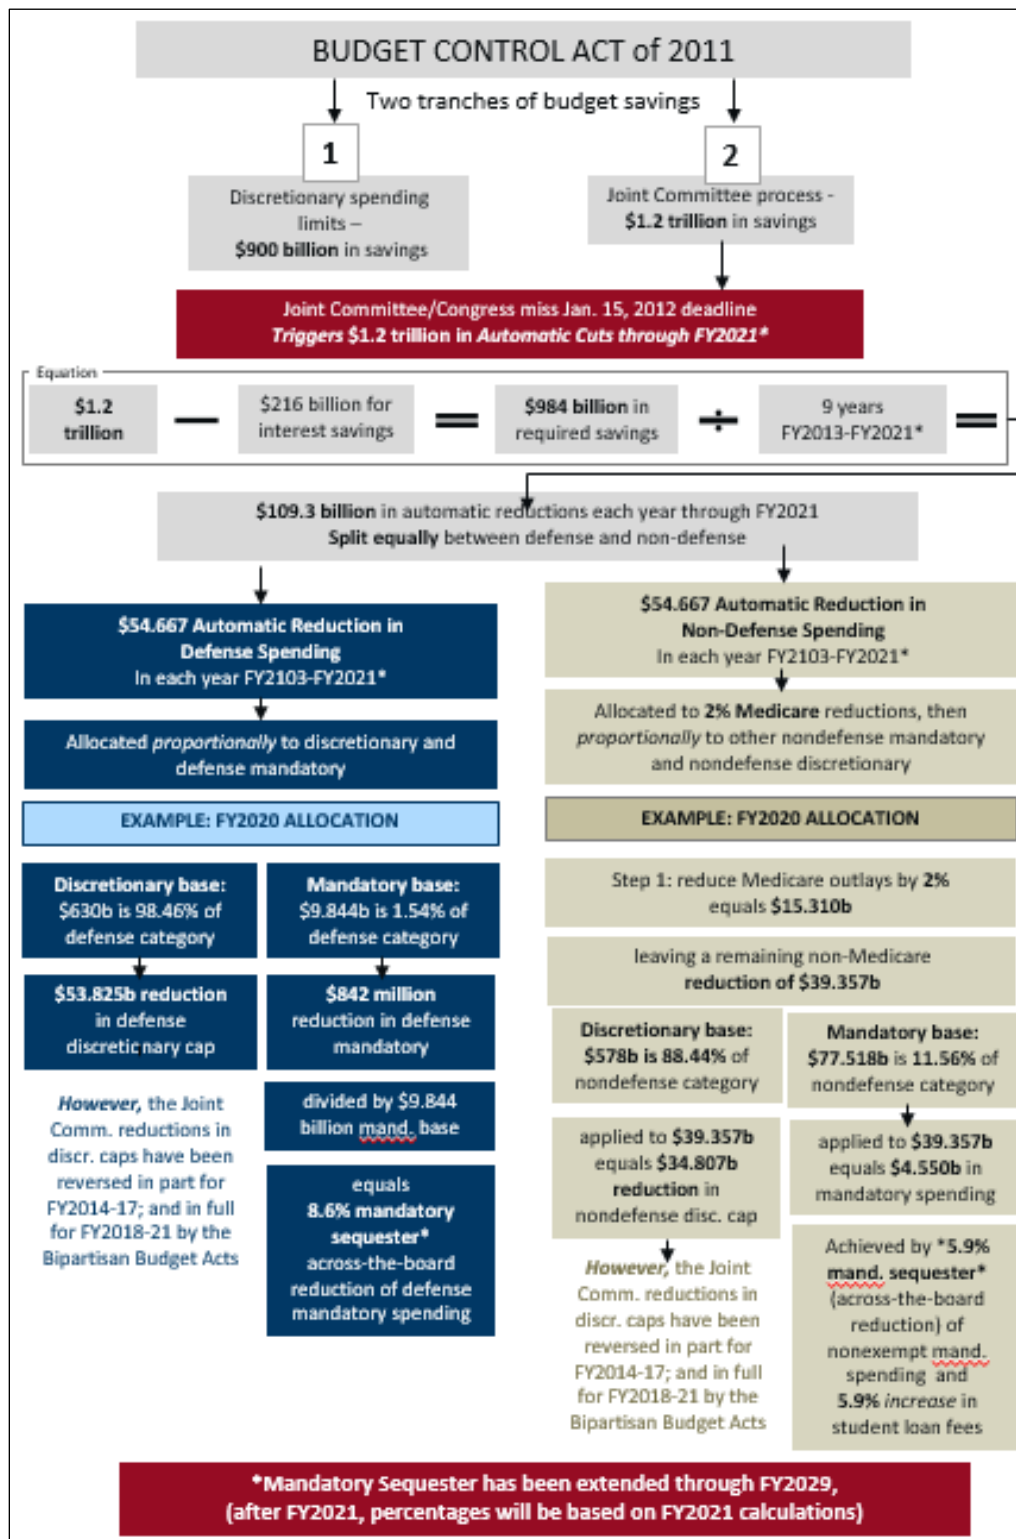 BUDGET CONTROL ACT of 2011
Two tranches of budget savings
1
Discretionary spending
limits –
$900 billion in savings
2
Joint Committee process -
$1.2 trillion in savings
Joint Committee/Congress miss Jan. 15, 2012 deadline
Triggers $1.2 trillion in Automatic Cuts through FY2021*
Equation
$1.2
trillion
—
$216 billion for
interest savings
=
$984 billion in
required savings
÷
9 years
FY2013-FY2021*
=
$109.3 billion in automatic reductions each year through FY2021
Split equally between defense and non-defense
$54.667 Automatic Reduction in
Defense Spending
In each year FY2103-FY2021*
Allocated proportionally to discretionary and
defense mandatory
EXAMPLE: FY2020 ALLOCATION
Discretionary base:
$630b is 98.46% of
defense category
$53.825b reduction
in defense
discretionary cap
However, the Joint
Comm. reductions in
discr. caps have been
reversed in part for
FY2014-17; and in full
for FY2018-21 by the
Bipartisan Budget Acts
Mandatory base:
$9.844b is 1.54% of
defense category
$842 million
reduction in defense
mandatory
divided by $9.844
billion mand. base
equals
8.6% mandatory
sequester*
across-the-board
reduction of defense
mandatory spending
$54.667 Automatic Reduction in
Non-Defense Spending
In each year FY2103-FY2021*
Allocated to 2% Medicare reductions, then
proportionally to other nondefense mandatory
and nondefense discretionary
EXAMPLE: FY2020 ALLOCATION
Step 1: reduce Medicare outlays by 2%
equals $15.310b
leaving a remaining non-Medicare
reduction of $39.357b
Discretionary base:
$578b is 88.44% of
nondefense category
applied to $39.357b
equals $34.807b
reduction in
nondefense disc. cap
However, the Joint
Comm. reductions in
discr. caps have been
reversed in part for
FY2014-17; and in full
for FY2018-21 by the
Bipartisan Budget Acts
Mandatory base:
$77.518b is 11.56% of
nondefense category
applied to $39.357b
equals $4.550b in
mandatory spending
Achieved by *5.9%
mand. sequester*
(across-the-board
reduction) of
nonexempt mand.
spending and
5.9% increase in
student loan fees
*Mandatory Sequester has been extended through FY2029,
(after FY2021, percentages will be based on FY2021 calculations)